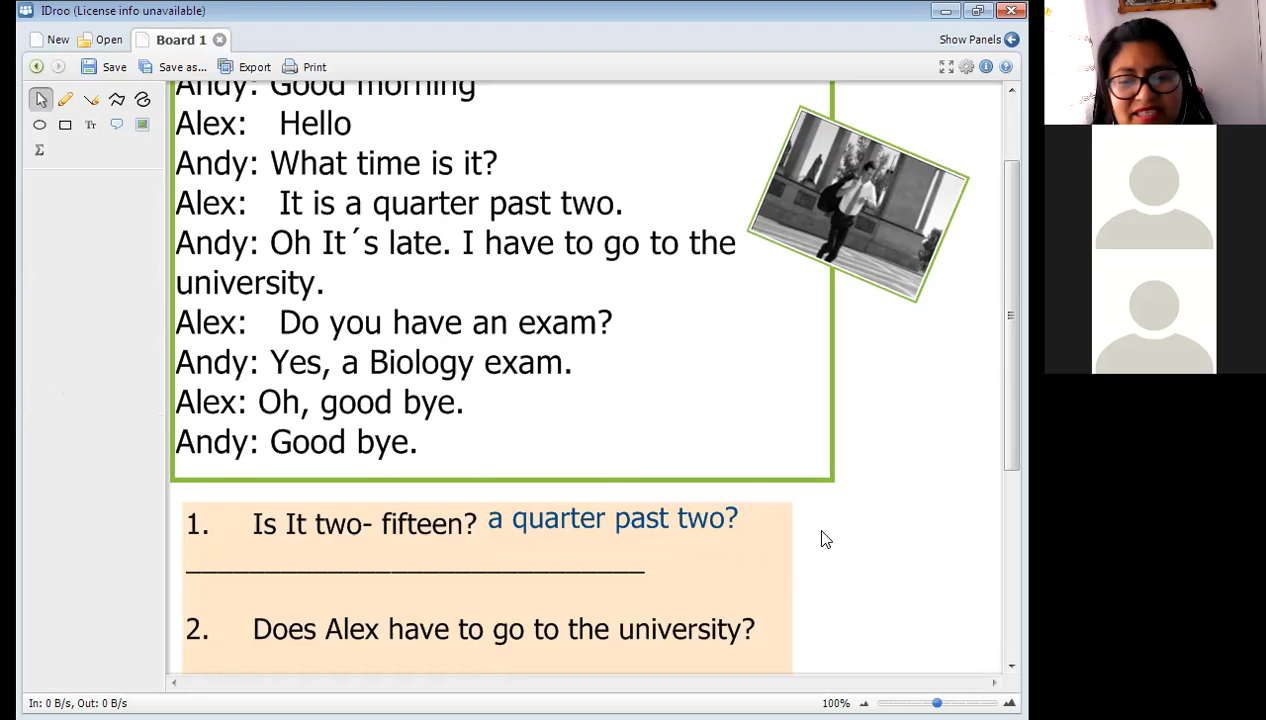 IDroo (License info unavailable)
New Open Board 1 Show Panels
Save Save as... Export Print
Andy: Good morning
Alex: Hello
Andy: What time is it?
Alex: It is a quarter past two.
Andy: Oh It´s late. I have to go to the
university.
Alex: Do you have an exam?
Andy: Yes, a Biology exam.
Alex: Oh, good bye.
Andy: Good bye.
1. Is It two- fifteen? a quarter past two?
2. Does Alex have to go to the university?
In: 0 B/s, Out: 0 B/s 100%